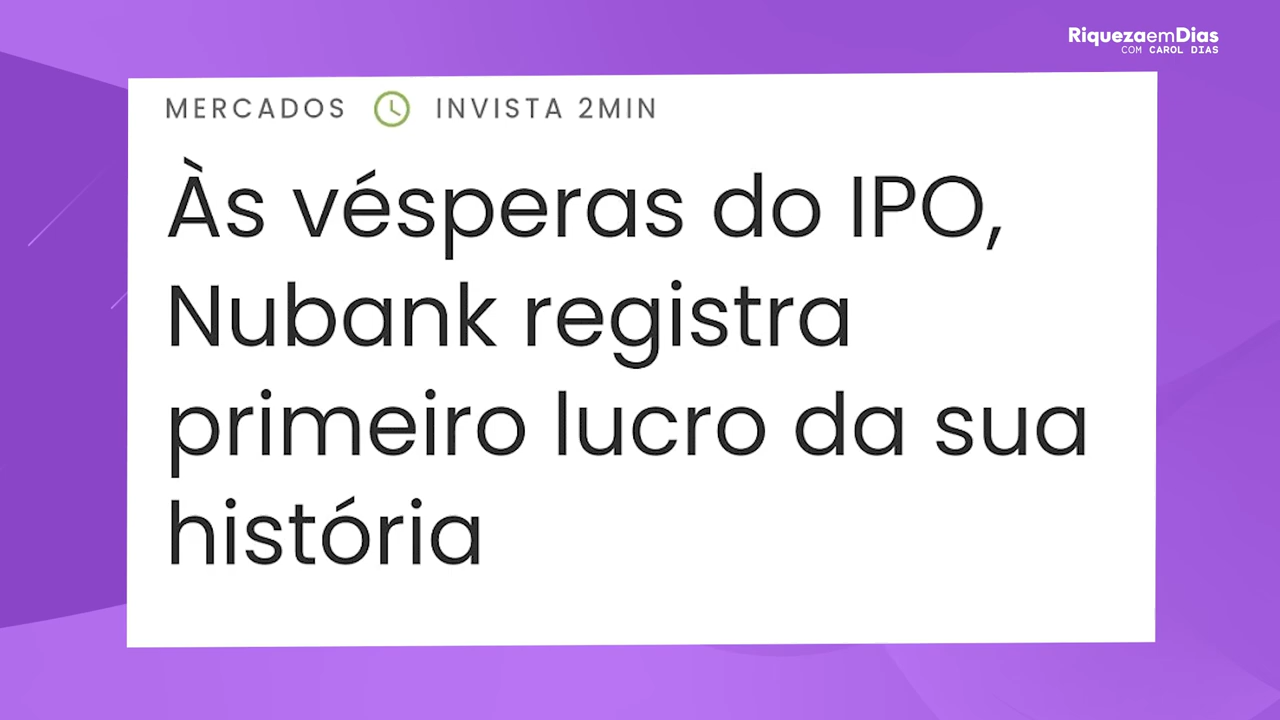 RiquezaemDias
COM CAROL DIAS
MERCADOS INVISTA 2MIN
Às vésperas do IPO,
Nubank registra
primeiro lucro da sua
história